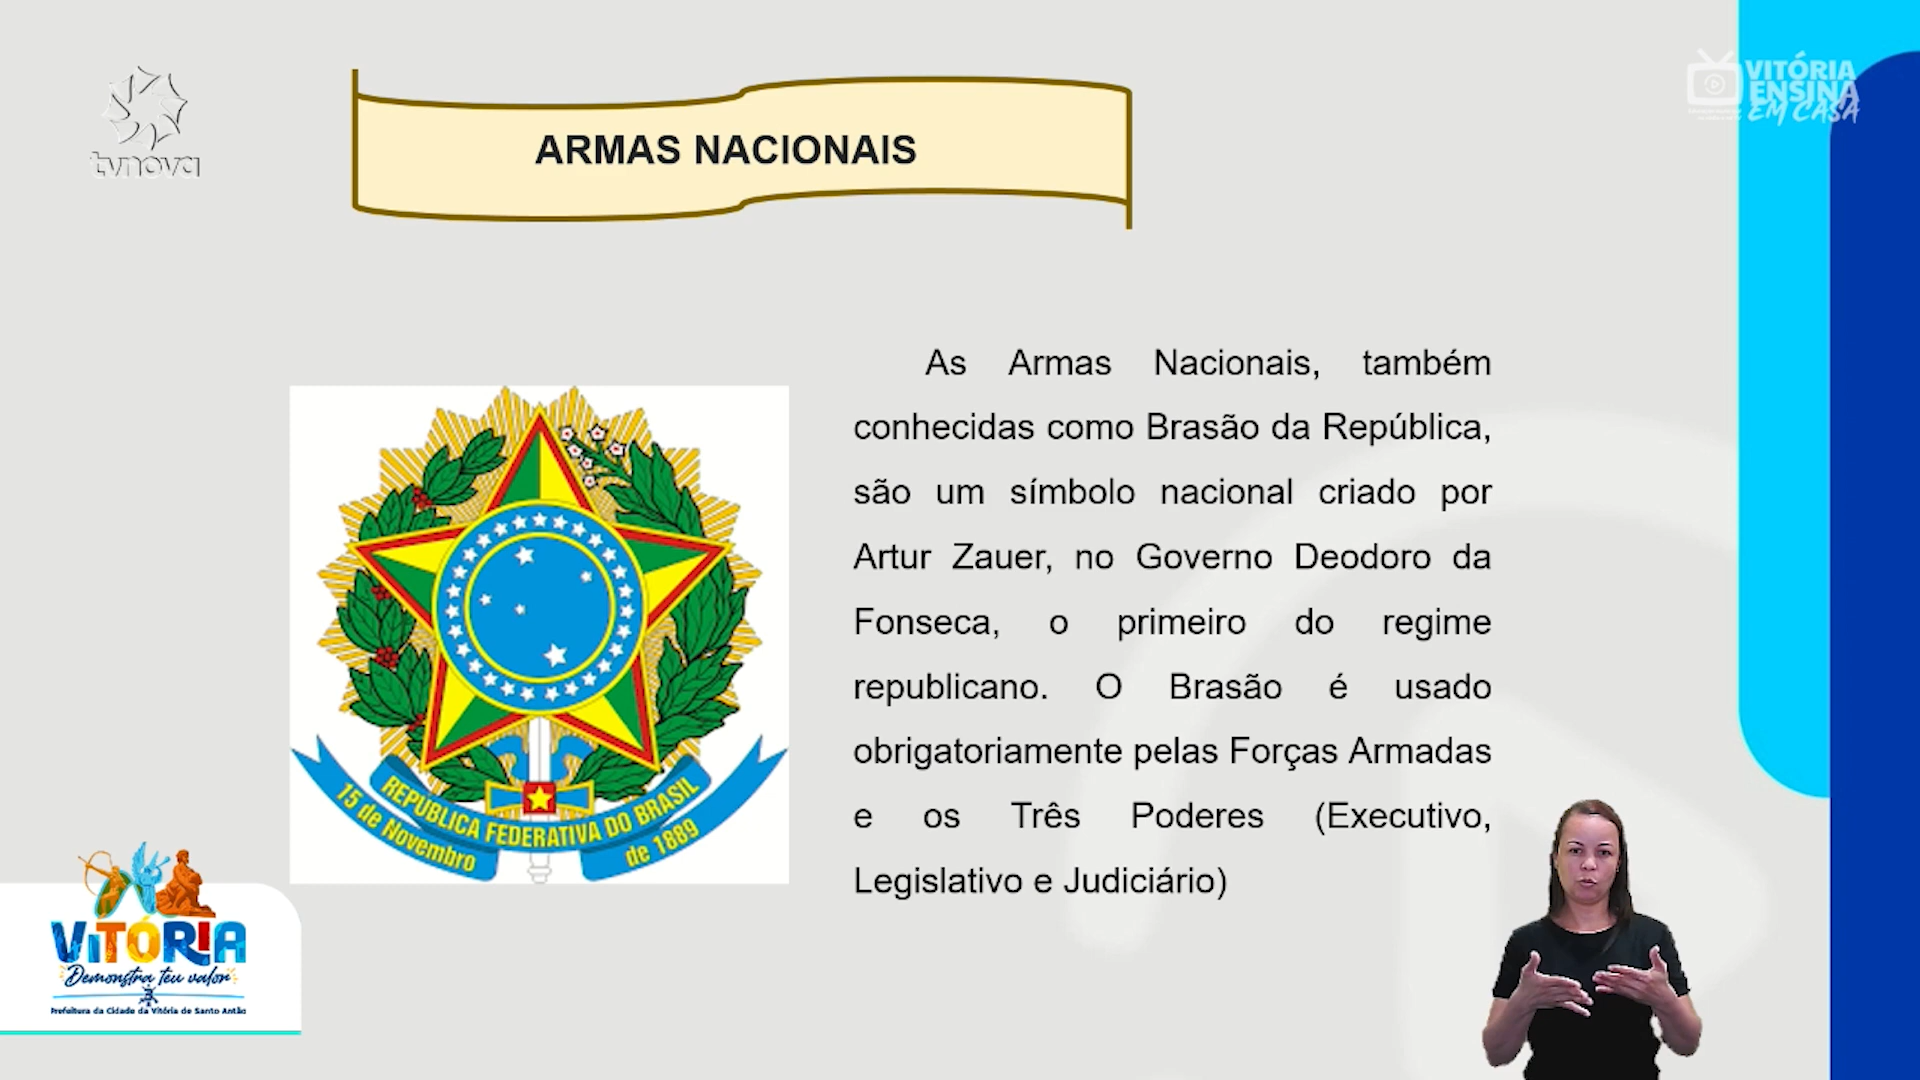 tvnova
VITÓRIA
ENSINA
EM CASA
ARMAS NACIONAIS
As Armas Nacionais, também
conhecidas como Brasão da República,
são um símbolo nacional criado por
Artur Zauer, no Governo Deodoro da
Fonseca, o primeiro do regime
republicano. O Brasão é usado
obrigatoriamente pelas Forças Armadas
e os Três Poderes (Executivo,
Legislativo e Judiciário)
REPÚBLICA FEDERATIVA DO BRASIL
15 de Novembro
de 1889
VITÓRIA
Demonstra teu valor
Prefeitura da Cidade da Vitória de Santo Antão